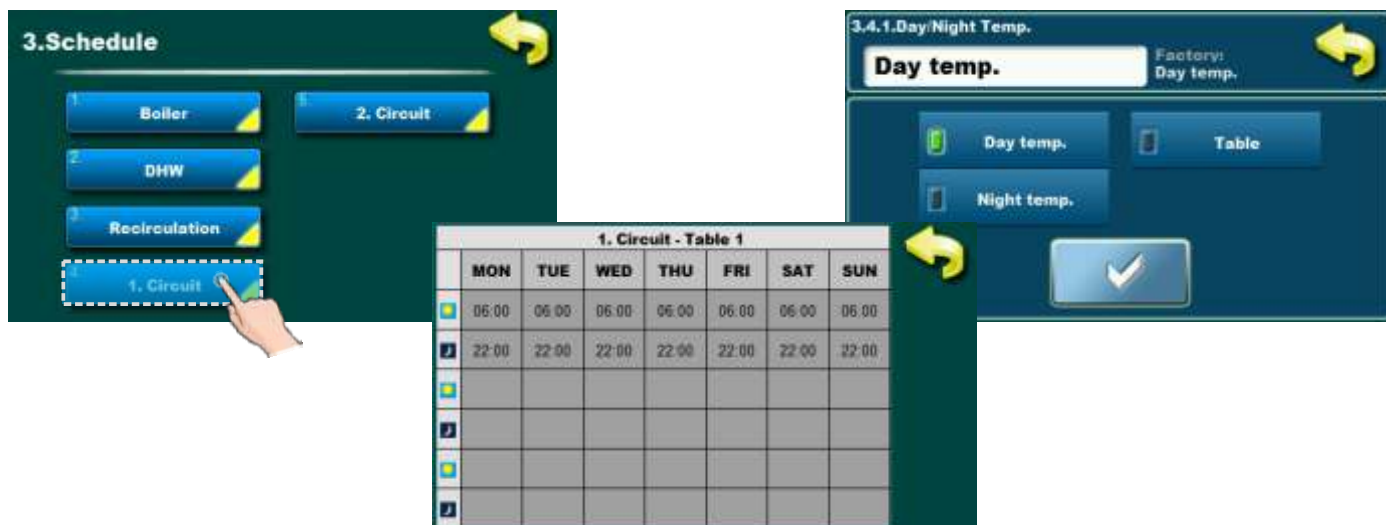 3.Schedule
1. Boiler
5. 2. Circuit
2. DHW
3. Recirculation
4. 1. Circuit
3.4.1.Day/Night Temp.
Day temp.
Factory:
Day temp.
Day temp.
Table
Night temp.
1. Circuit - Table 1
MON TUE WED THU FRI SAT SUN
06:00 06:00 06:00 06:00 06:00 06:00 06:00
22:00 22:00 22:00 22:00 22:00 22:00 22:00